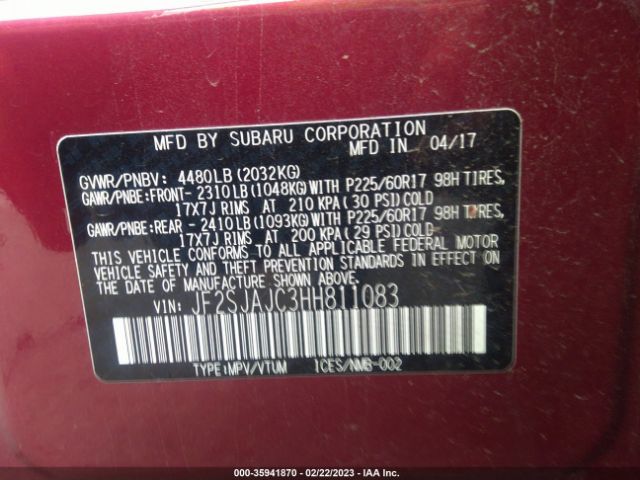 MFD BY SUBARU CORPORATION
MFD IN 04/17
GVWR/PNBV: 4480LB(2032KG)
GAWR/PNBE:FRONT-2310LB(1048KG)WITH P225/60R17 98H TIRES,
17X7J RIMS AT 210 KPA(30 PSI)COLD
GAWR/PNBE:REAR -2410LB(1093KG)WITH P225/60R17 98H TIRES,
17X7J RIMS AT 200 KPA(29 PSI)COLD
THIS VEHICLE CONFORMS TO ALL APPLICABLE FEDERAL MOTOR
VEHICLE SAFETY AND THEFT PREVENTION STANDARDS IN EFFECT ON
THE DATE OF MANUFACTURE SHOWN ABOVE.
VIN: JF2SJAJC3HH811083
TYPE:MPV/VTUM ICES/NMB-002
000-35941870 - 02/22/2023 - IAA Inc.